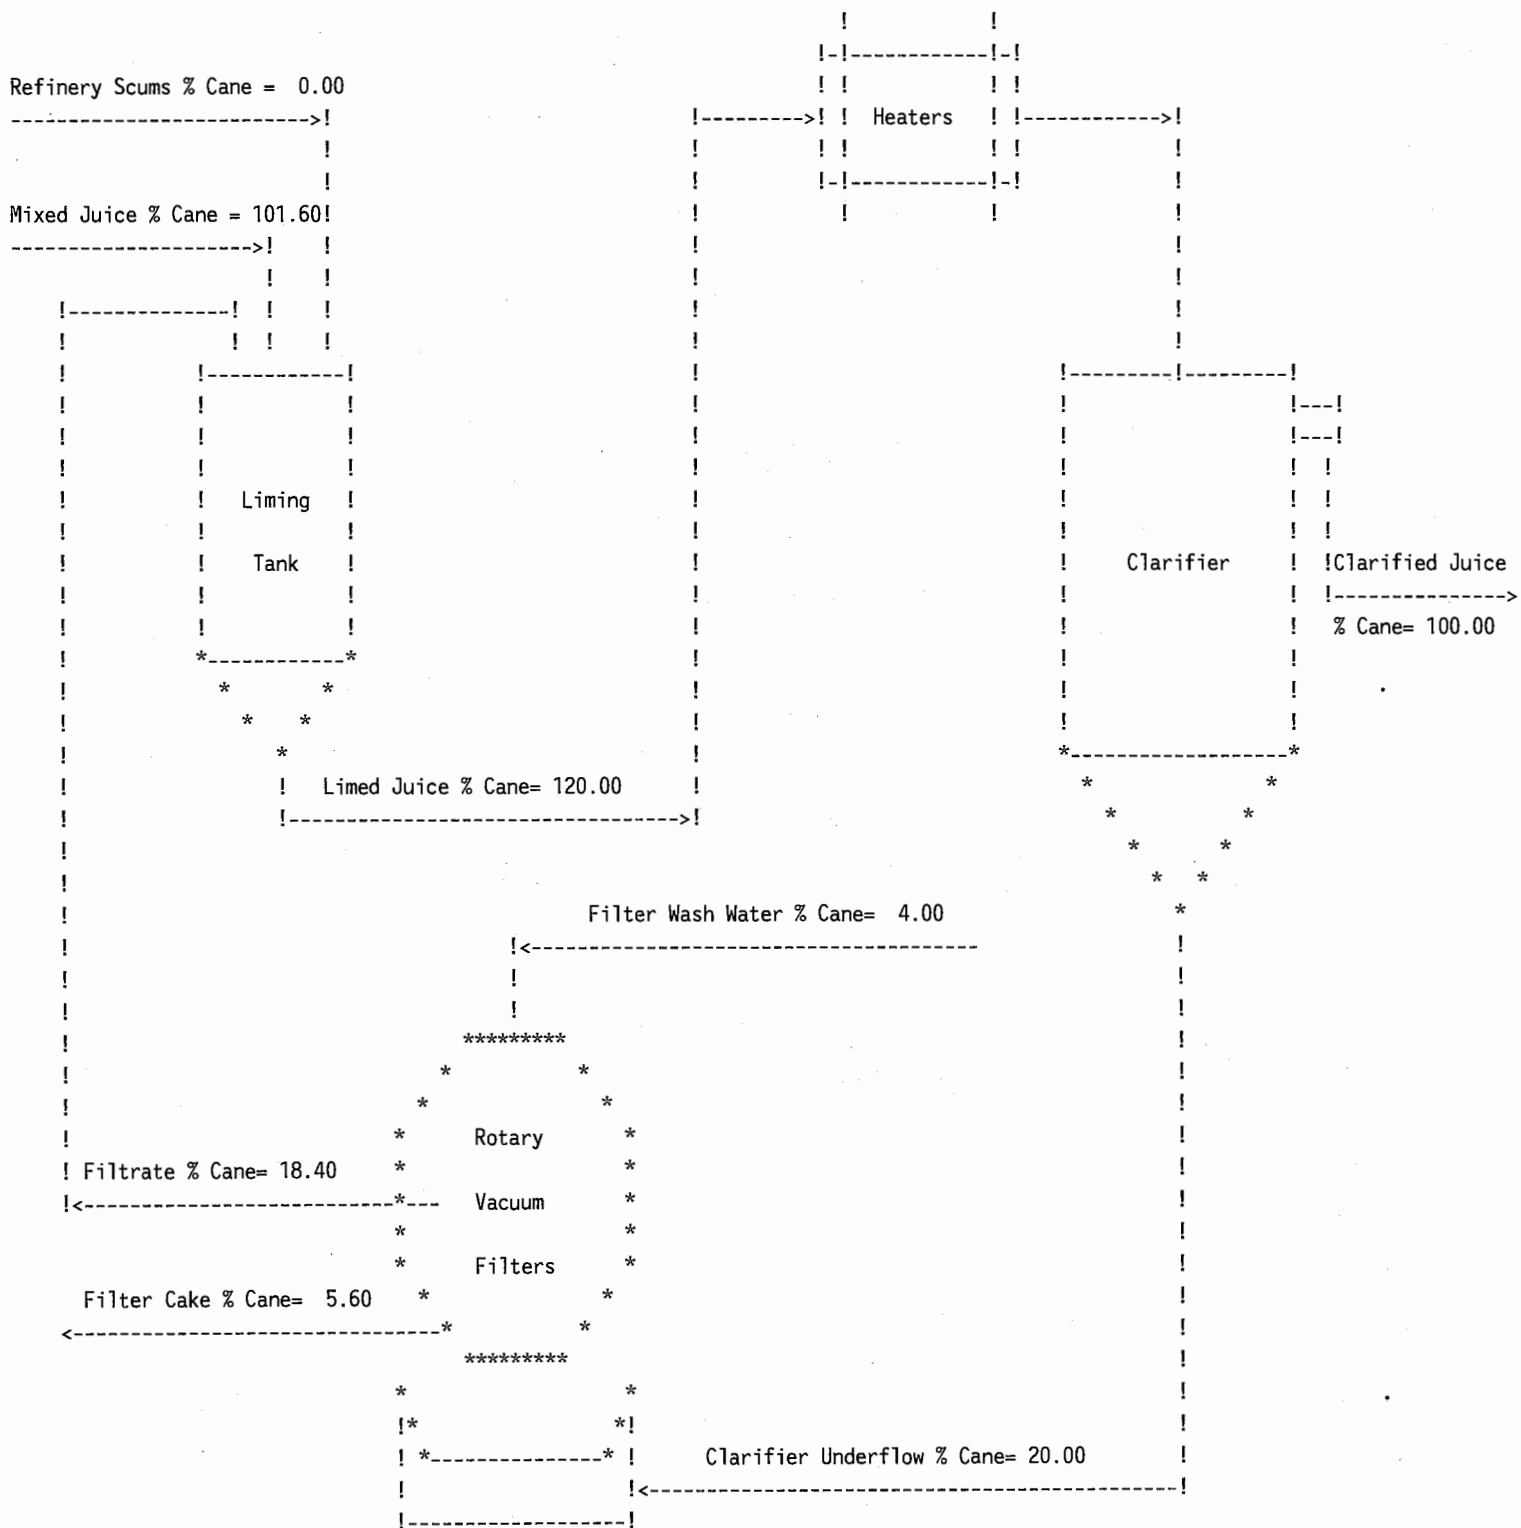 Refinery Scums % Cane = 0.00
Heaters
Mixed Juice % Cane = 101.60
Liming
Tank
Clarifier
Clarified Juice
% Cane= 100.00
Limed Juice % Cane= 120.00
Filter Wash Water % Cane= 4.00
Rotary
Vacuum
Filters
Filtrate % Cane= 18.40
Filter Cake % Cane= 5.60
Clarifier Underflow % Cane= 20.00